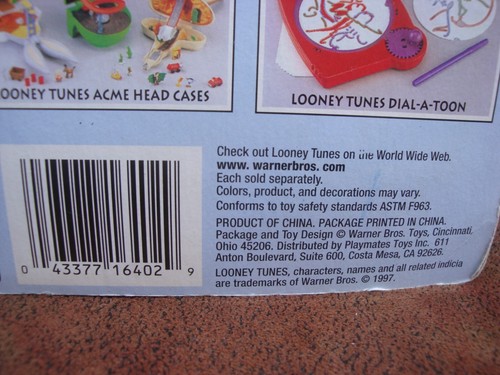 OONEY TUNES ACME HEAD CASES
LOONEY TUNES DIAL-A-TOON
Check out Looney Tunes on the World Wide Web.
www. warnerbros. com
Each sold separately.
Colors, product, and decorations may vary.
Conforms to toy safety standards ASTM F963.
PRODUCT OF CHINA. PACKAGE PRINTED IN CHINA.
Package and Toy Design © Warner Bros. Toys, Cincinnati,
Ohio 45206. Distributed by Playmates Toys Inc. 611
Anton Boulevard, Suite 600, Costa Mesa, CA 92626.
LOONEY TUNES, characters, names and all related indicia
are trademarks of Warner Bros. © 1997.
0 43377 16402 9